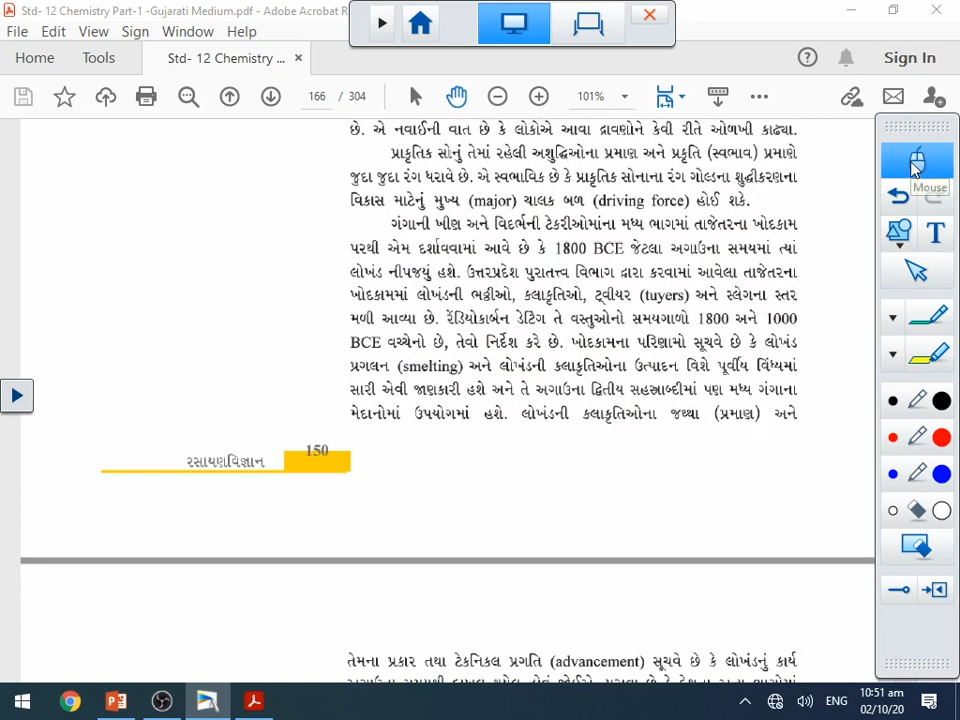 Std- 12 Chemistry Part-1 -Gujarati Medium.pdf - Adobe Acrobat R
File Edit View Sign Window Help
Home Tools Std- 12 Chemistry ... Sign In
166 / 304 101%
Mouse
T
છે. એ નવાઈની વાત છે કે લોકોએ આવા દ્રાવણોને કેવી રીતે ઓળખી કાઢ્યા.
પ્રાકૃતિક સોનું તેમાં રહેલી અશુદ્ધિઓના પ્રમાણ અને પ્રકૃતિ (સ્વભાવ) પ્રમાણે
જુદા જુદા રંગ ધરાવે છે. એ સ્વભાવિક છે કે પ્રાકૃતિક સોનાના રંગ ગોલ્ડના શુદ્ધીકરણના
વિકાસ માટેનું મુખ્ય (major) ચાલક બળ (driving force) હોઈ શકે.
ગંગાની ખીણ અને વિદર્ભની ટેકરીઓમાંના મધ્ય ભાગમાં તાજેતરના ખોદકામ
પરથી એમ દર્શાવવામાં આવે છે કે 1800 BCE જેટલા અગાઉના સમયમાં ત્યાં
લોખંડ નીપજયું હશે. ઉત્તરપ્રદેશ પુરાતત્ત્વ વિભાગ દ્વારા કરવામાં આવેલા તાજેતરના
ખોદકામમાં લોખંડની ભઠ્ઠીઓ, કલાકૃતિઓ, ટ્વીયર (tuyers) અને સ્લેગના સ્તર
મળી આવ્યા છે. રેડિયોકાર્બન ડેટિંગ તે વસ્તુઓનો સમયગાળો 1800 અને 1000
BCE વચ્ચેનો છે, તેવો નિર્દેશ કરે છે. ખોદકામના પરિણામો સૂચવે છે કે લોખંડ
પ્રગલન (smelting) અને લોખંડની કલાકૃતિઓના ઉત્પાદન વિશે પૂર્વીય વિંધ્યમાં
સારી એવી જાણકારી હશે અને તે અગાઉના દ્વિતીય સહસ્રાબ્દીમાં પણ મધ્ય ગંગાના
મેદાનોમાં ઉપયોગમાં હશે. લોખંડની કલાકૃતિઓના જથ્થા (પ્રમાણ) અને
રસાયણવિજ્ઞાન 150
તેમના પ્રકાર તથા ટેકનિકલ પ્રગતિ (advancement) સૂચવે છે કે લોખંડનું કાર્ય
ENG 10:51 am
02/10/20